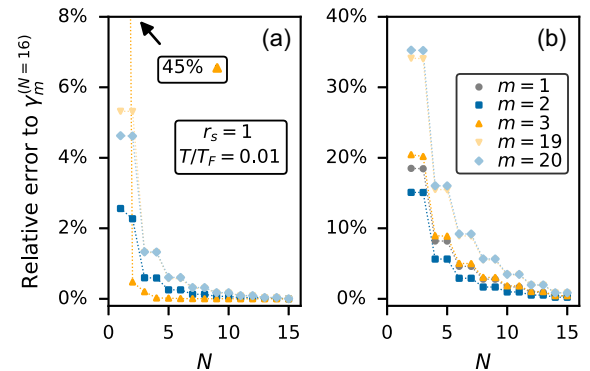 Relative error to γ_m^(N = 16)
8%
6%
4%
2%
0%
(a)
45%
r_s = 1
T/T_F = 0.01
0
5
10
15
N
40%
30%
20%
10%
0%
(b)
m = 1
m = 2
m = 3
m = 19
m = 20
0
5
10
15
N